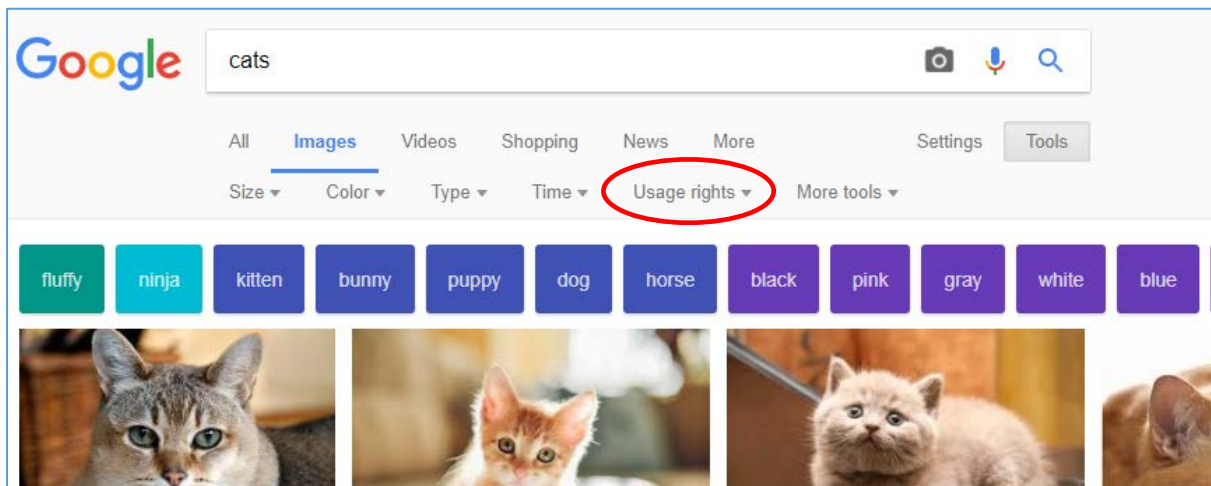 Google cats
All Images Videos Shopping News More Settings Tools
Size Color Type Time Usage rights More tools
fluffy ninja kitten bunny puppy dog horse black pink gray white blue